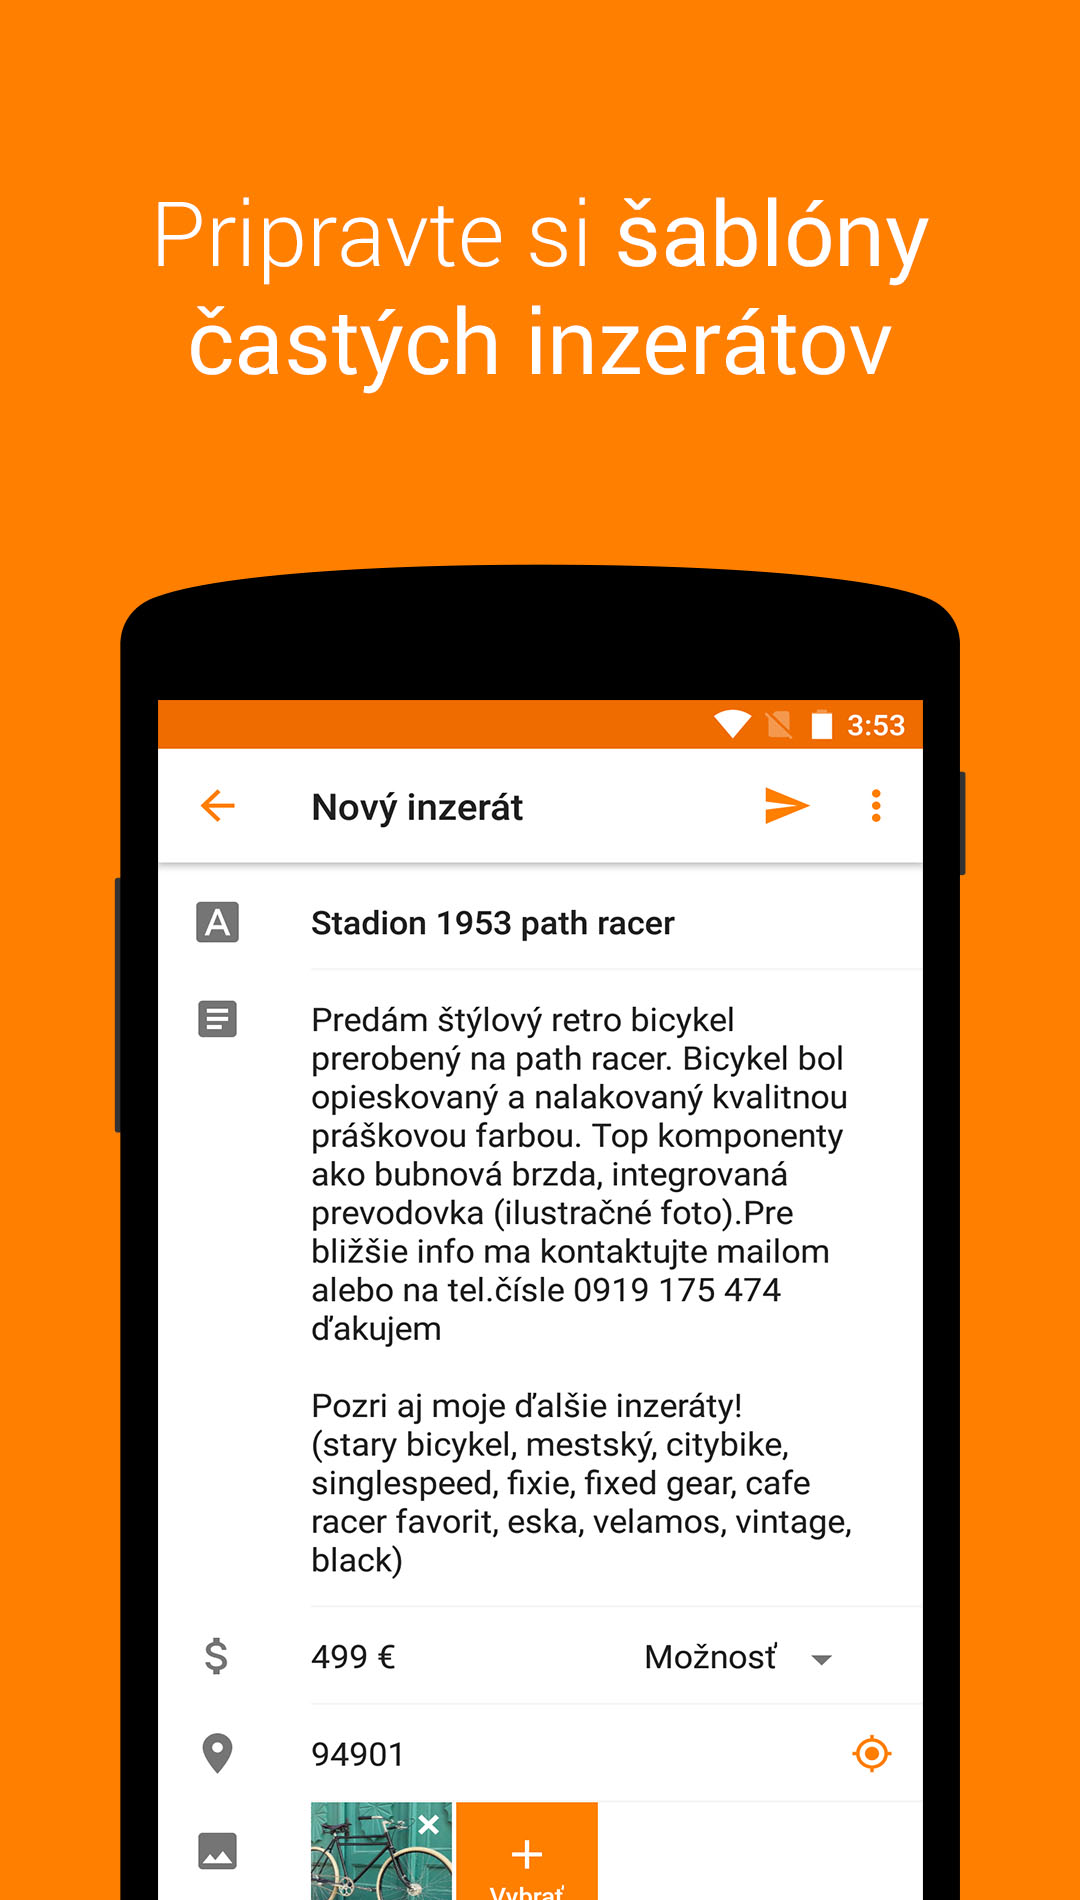 Pripravte si šablóny
častých inzerátov
3:53
Nový inzerát
A
Stadion 1953 path racer
Predám štýlový retro bicykel
prerobený na path racer. Bicykel bol
opieskovaný a nalakovaný kvalitnou
práškovou farbou. Top komponenty
ako bubnová brzda, integrovaná
prevodovka (ilustračné foto).Pre
bližšie info ma kontaktujte mailom
alebo na tel.čísle 0919 175 474
ďakujem
Pozri aj moje ďalšie inzeráty!
(stary bicykel, mestský, citybike,
singlespeed, fixie, fixed gear, cafe
racer favorit, eska, velamos, vintage,
black)
$ 499 € Možnosť
94901
Vybrať